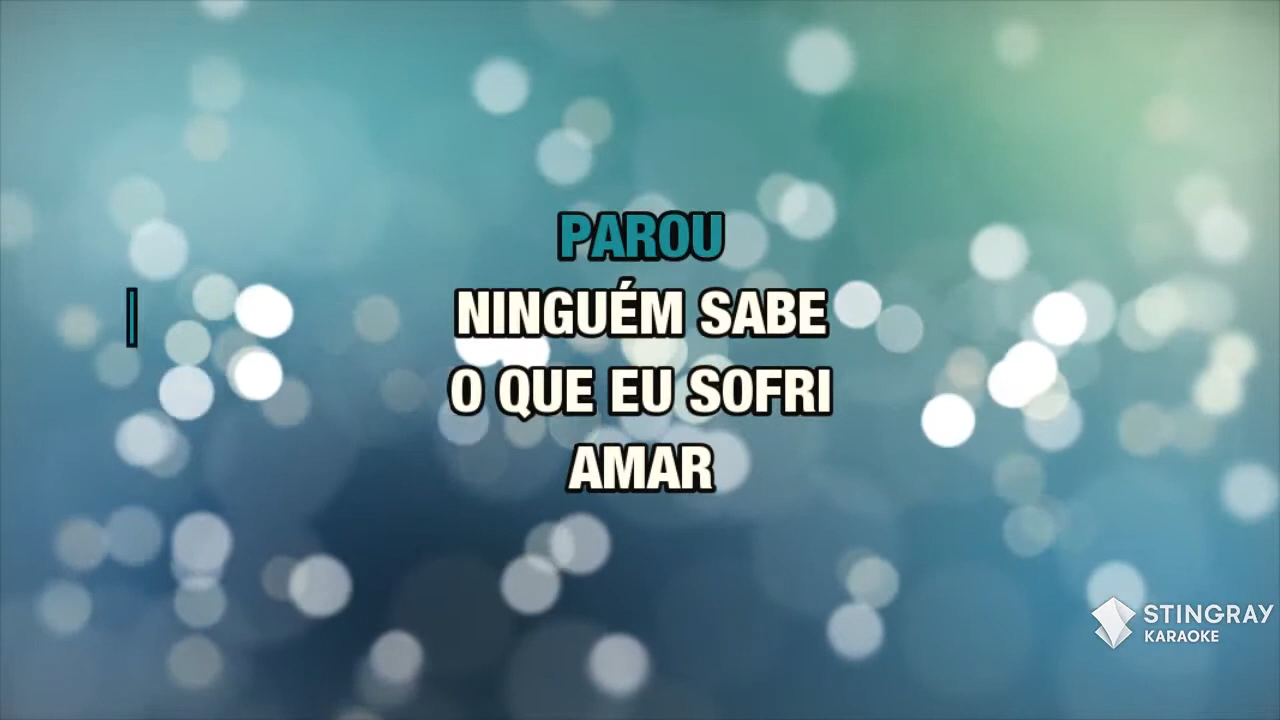 PAROU
NINGUÉM SABE
O QUE EU SOFRI
AMAR
STINGRAY
KARAOKE